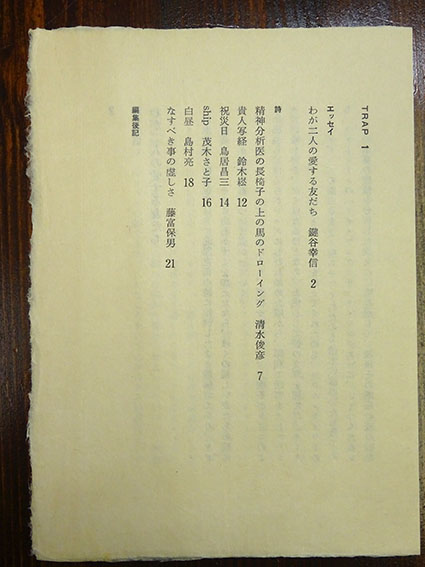 TRAP 1
エッセイ
わが二人の愛する友だち 鍵谷幸信 2
詩
精神分析医の長椅子の上の馬のドローイング 清水俊彦 7
貴人写経 鈴木崧 12
祝災日 鳥居昌三 14
ship 茂木さと子 16
白昼 島村亮 18
なすべき事の虚しさ 藤富保男 21
編集後記